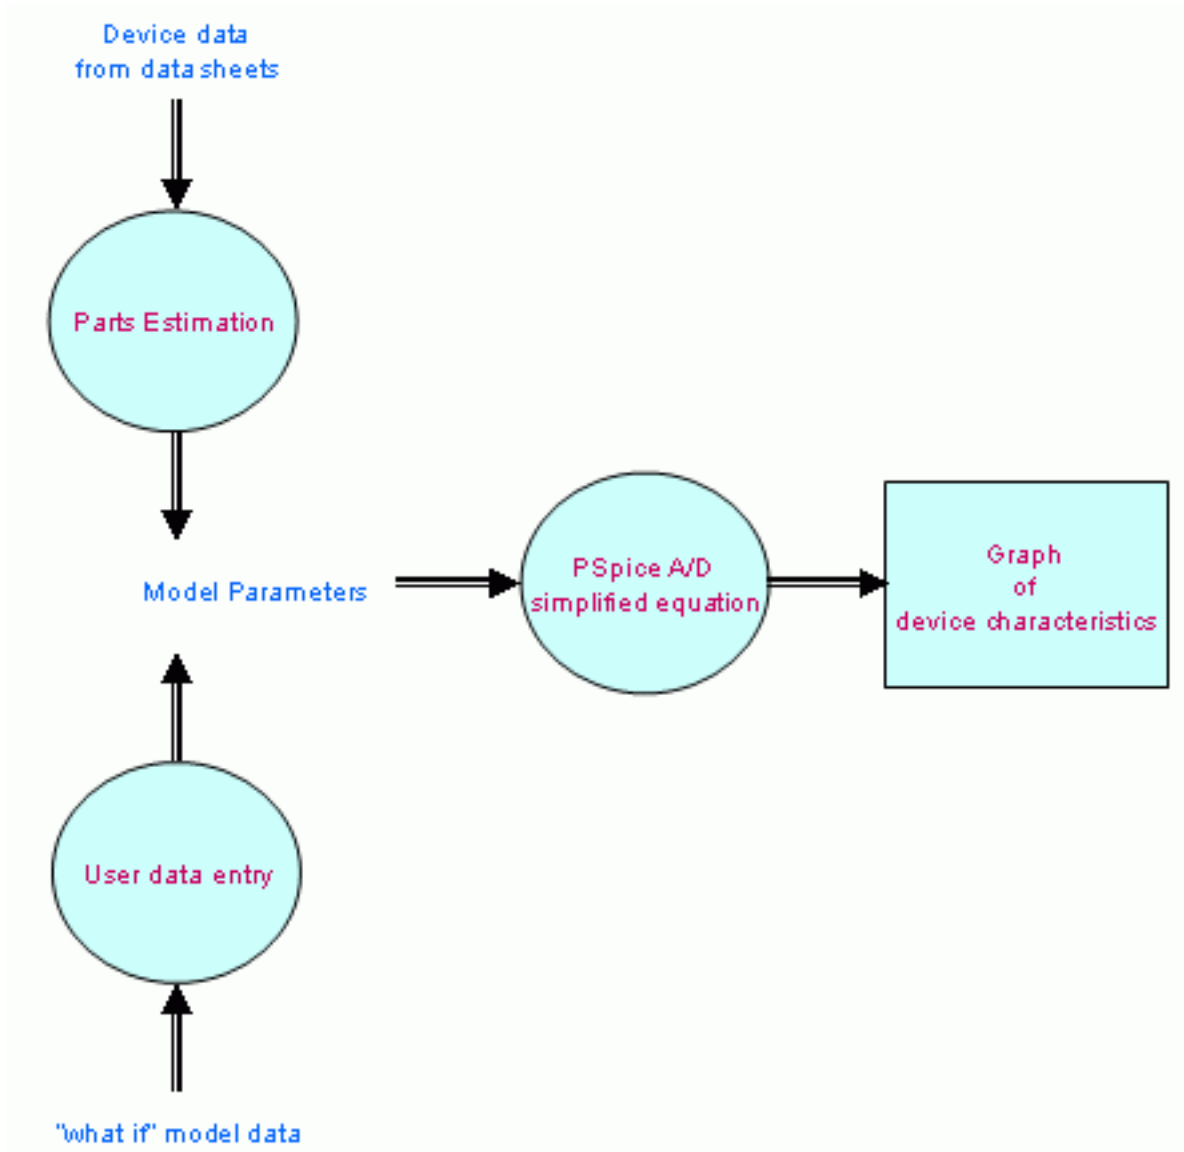 Device data
from data sheets
Parts Estimation
Model Parameters
PSpice A/D
simplified equation
Graph
of
device characteristics
User data entry
"what if" model data